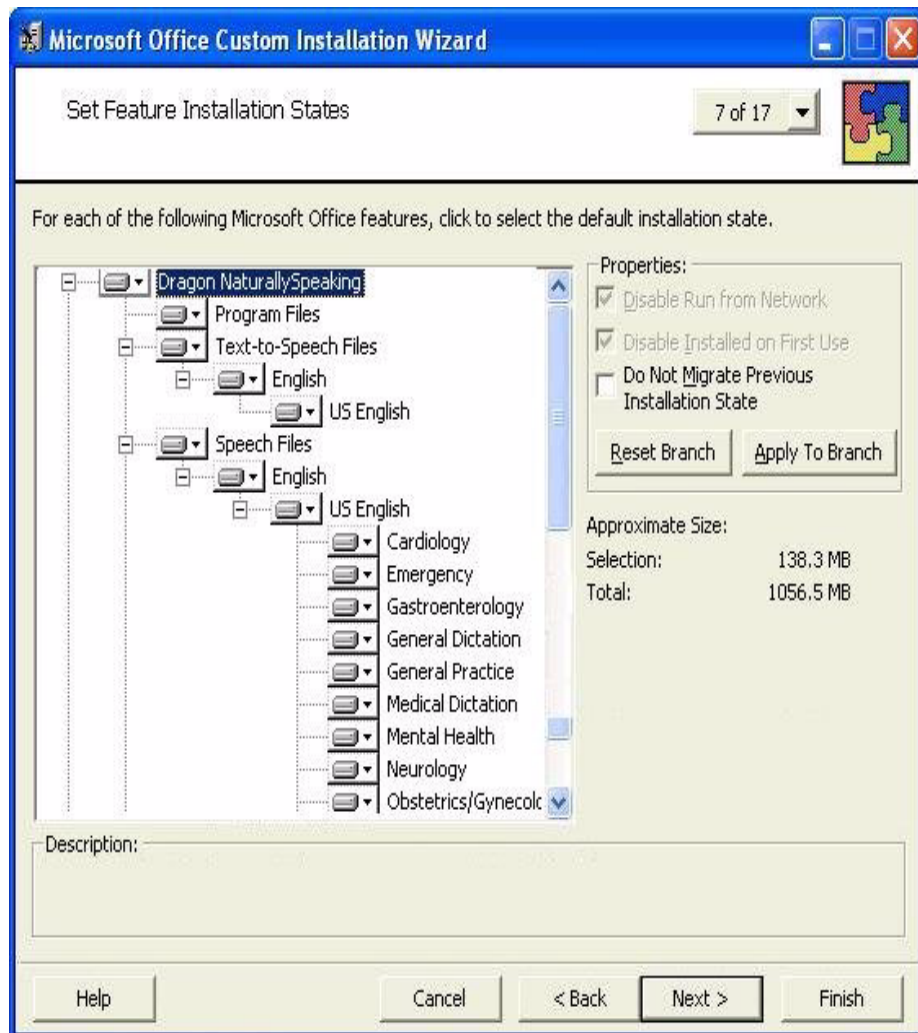 Microsoft Office Custom Installation Wizard
Set Feature Installation States
7 of 17
For each of the following Microsoft Office features, click to select the default installation state.
Dragon NaturallySpeaking
Program Files
Text-to-Speech Files
English
US English
Speech Files
English
US English
Cardiology
Emergency
Gastroenterology
General Dictation
General Practice
Medical Dictation
Mental Health
Neurology
Obstetrics/Gynecolc
Properties:
Disable Run from Network
Disable Installed on First Use
Do Not Migrate Previous
Installation State
Reset Branch
Apply To Branch
Approximate Size:
Selection: 138.3 MB
Total: 1056.5 MB
Description:
Help
Cancel
< Back
Next >
Finish